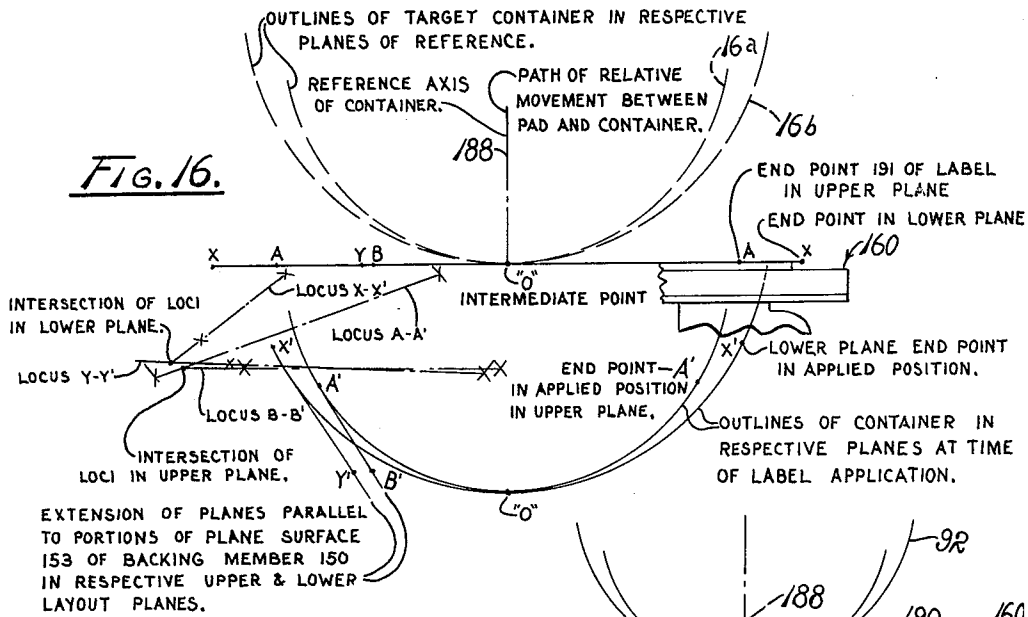 OUTLINES OF TARGET CONTAINER IN RESPECTIVE
PLANES OF REFERENCE.
16a
REFERENCE AXIS
OF CONTAINER.
PATH OF RELATIVE
MOVEMENT BETWEEN
PAD AND CONTAINER.
16b
188
FIG. 16.
END POINT 191 OF LABEL
IN UPPER PLANE
END POINT IN LOWER PLANE
160
X
A
Y B
"O"
A
X
INTERMEDIATE POINT
LOCUS X-X'
INTERSECTION OF LOCI
IN LOWER PLANE.
LOCUS A-A'
X'
X'
LOWER PLANE END POINT
IN APPLIED POSITION.
LOCUS Y-Y'
A'
END POINT
IN APPLIED POSITION
IN UPPER PLANE.
A'
LOCUS B-B'
OUTLINES OF CONTAINER IN
RESPECTIVE PLANES AT TIME
OF LABEL APPLICATION.
INTERSECTION OF
LOCI IN UPPER PLANE.
Y'
B'
"O"
EXTENSION OF PLANES PARALLEL
TO PORTIONS OF PLANE SURFACE
153 OF BACKING MEMBER 150
IN RESPECTIVE UPPER & LOWER
LAYOUT PLANES.
92
188
190
160